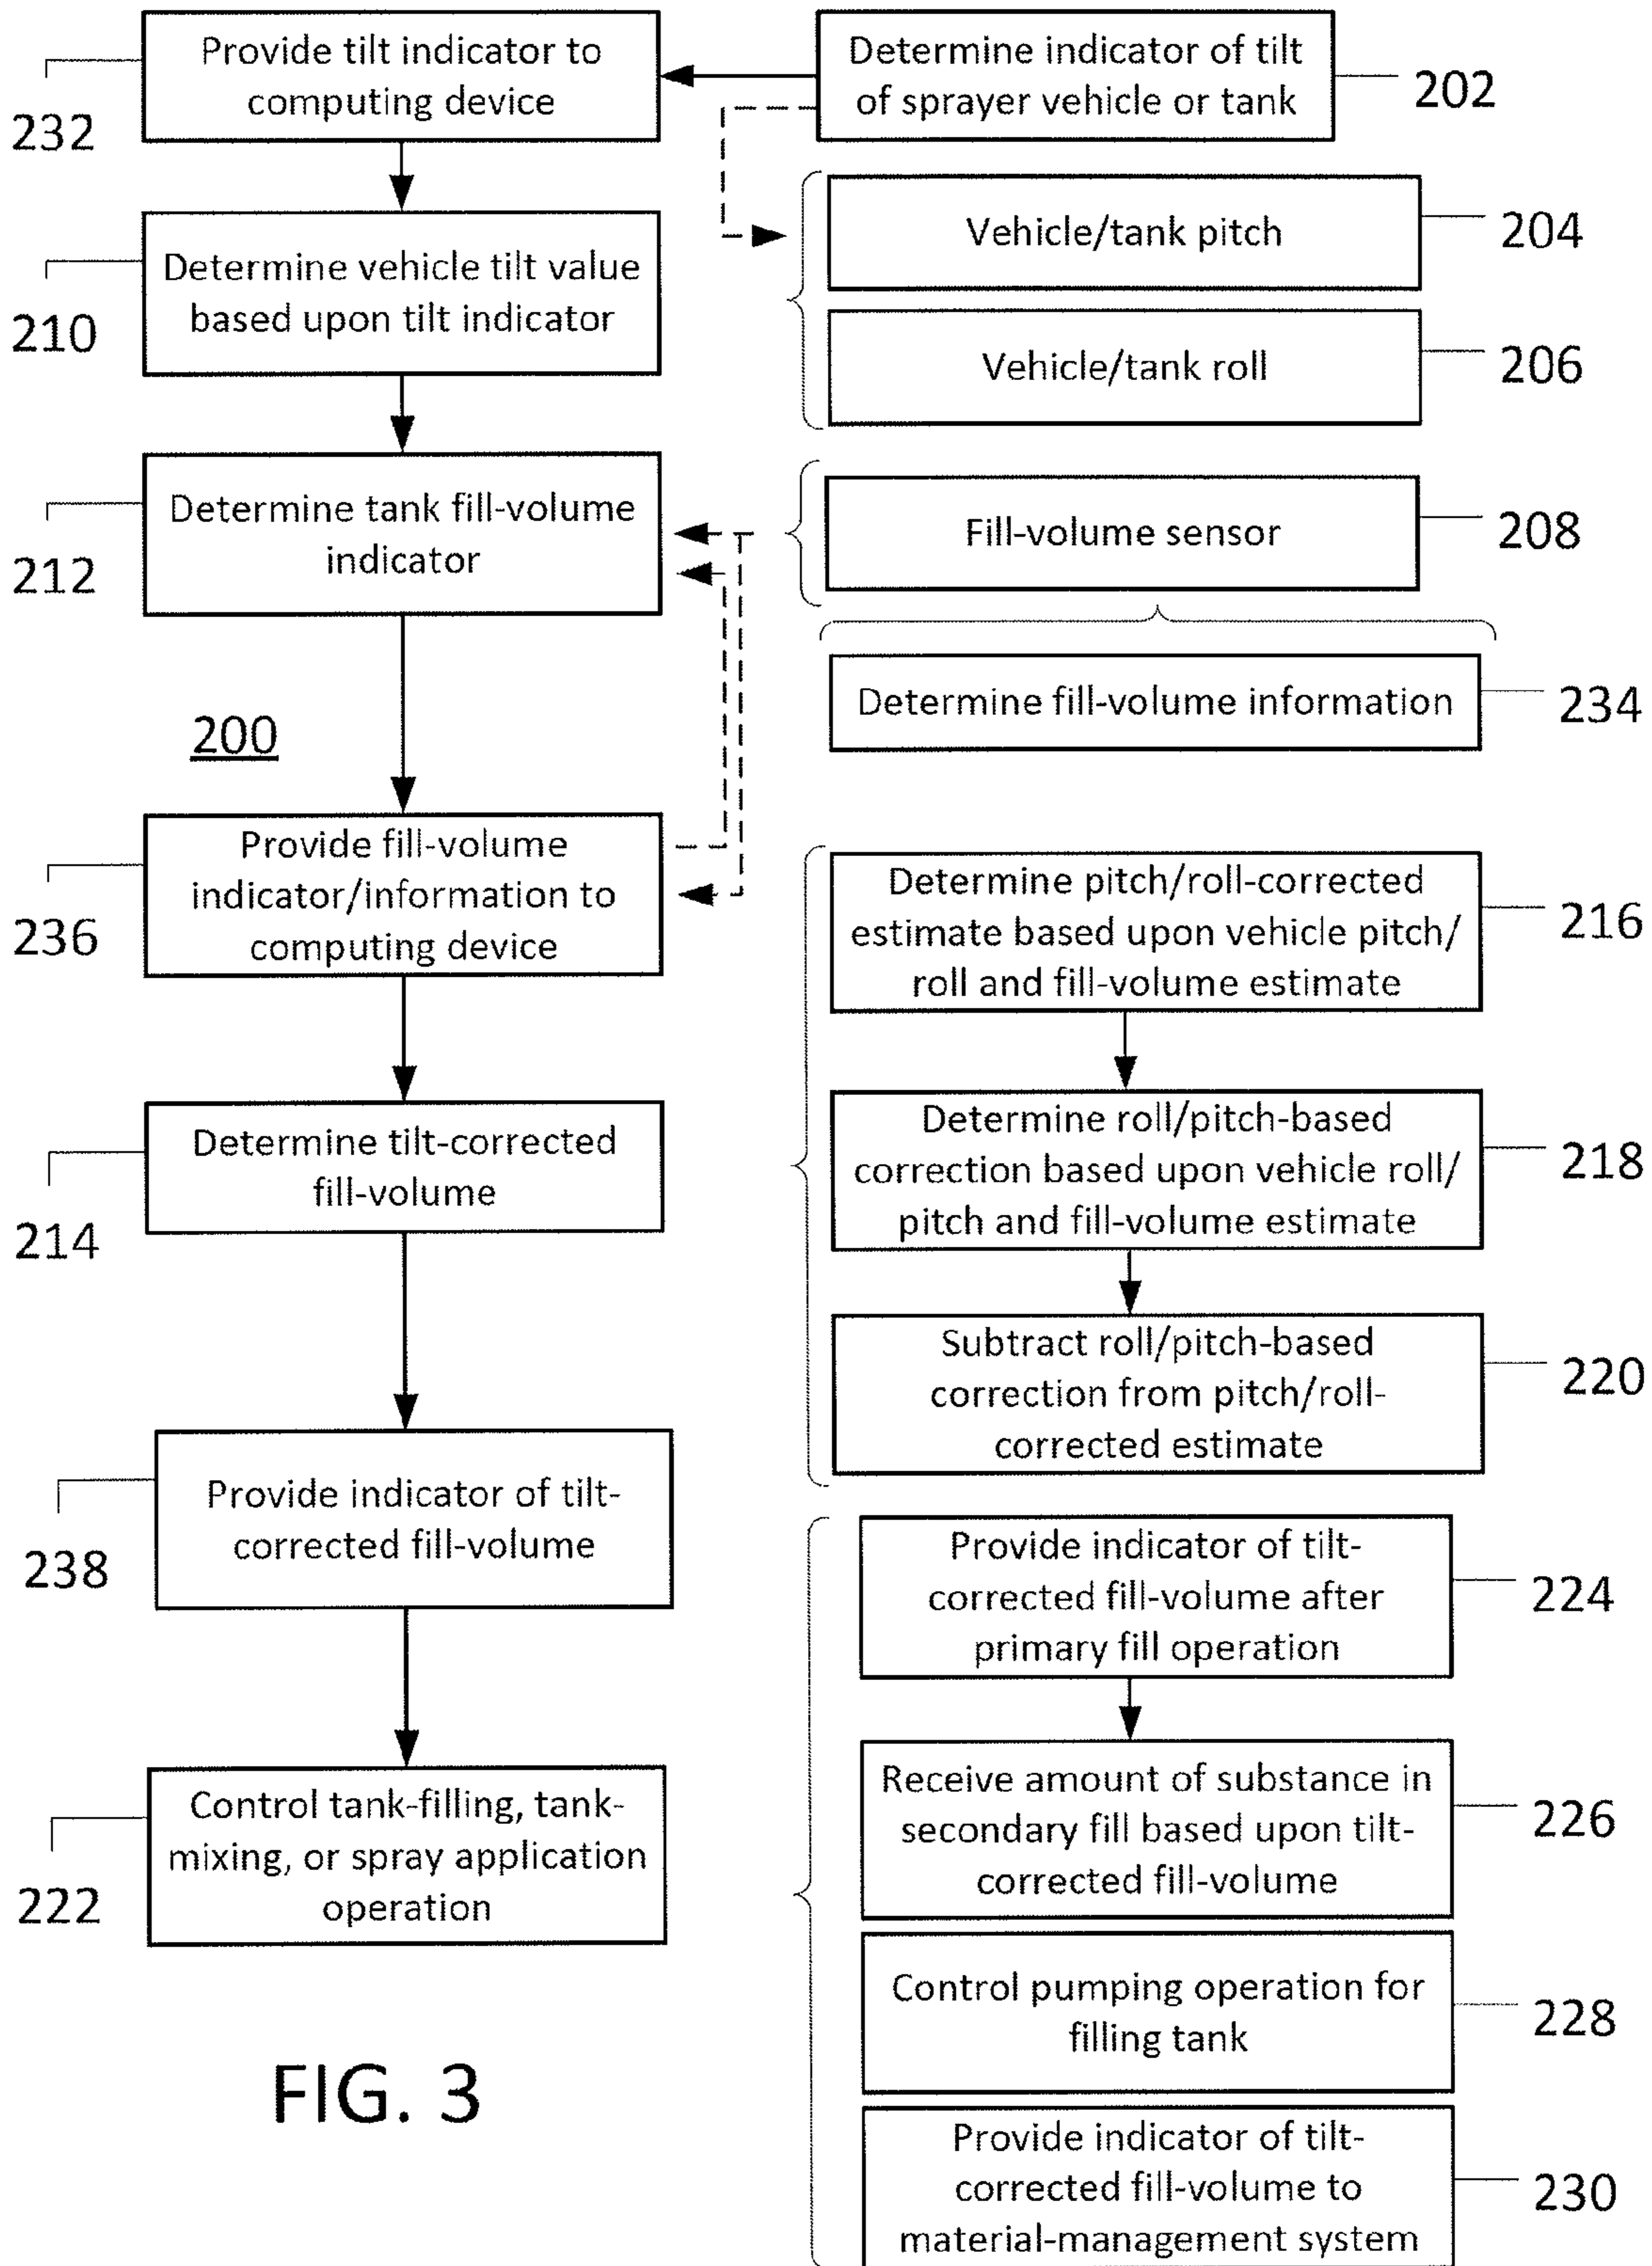 Provide tilt indicator to
computing device
232
Determine indicator of tilt
of sprayer vehicle or tank
202
Vehicle/tank pitch
204
Determine vehicle tilt value
based upon tilt indicator
210
Vehicle/tank roll
206
Determine tank fill-volume
indicator
212
Fill-volume sensor
208
Determine fill-volume information
234
200
Provide fill-volume
indicator/information to
computing device
236
Determine pitch/roll-corrected
estimate based upon vehicle pitch/
roll and fill-volume estimate
216
Determine tilt-corrected
fill-volume
214
Determine roll/pitch-based
correction based upon vehicle roll/
pitch and fill-volume estimate
218
Subtract roll/pitch-based
correction from pitch/roll-
corrected estimate
220
Provide indicator of tilt-
corrected fill-volume
238
Provide indicator of tilt-
corrected fill-volume after
primary fill operation
224
Control tank-filling, tank-
mixing, or spray application
operation
222
Receive amount of substance in
secondary fill based upon tilt-
corrected fill-volume
226
Control pumping operation for
filling tank
228
Provide indicator of tilt-
corrected fill-volume to
material-management system
230
FIG. 3